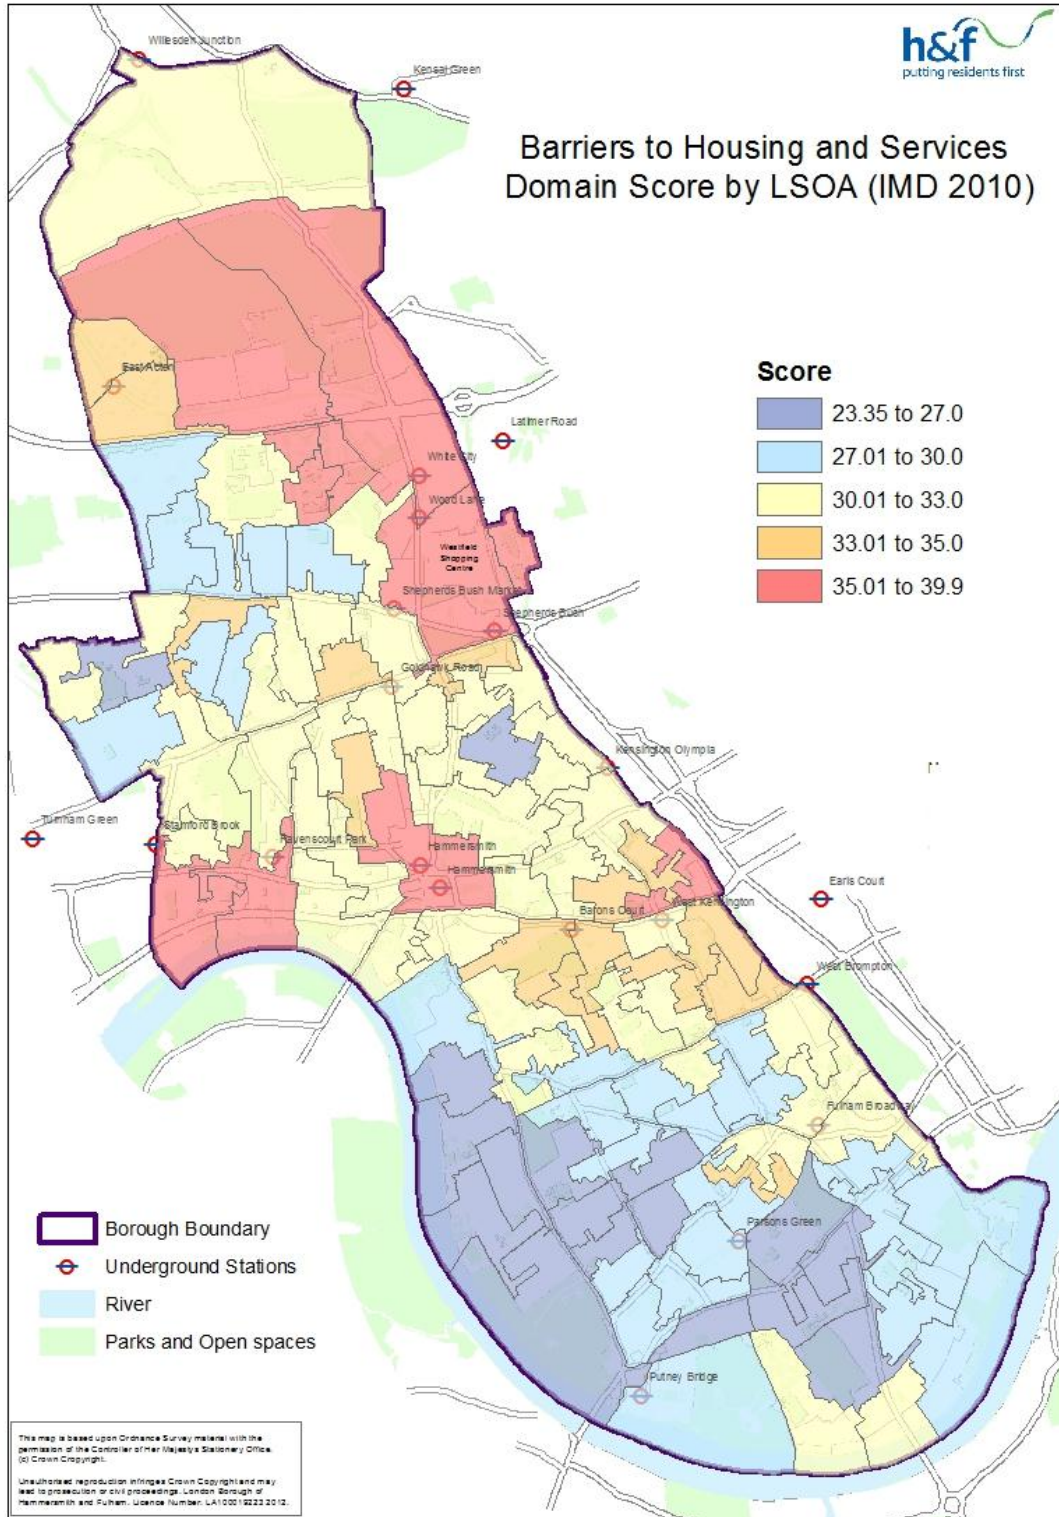 h&f
putting residents first
Barriers to Housing and Services
Domain Score by LSOA (IMD 2010)
Willesden Junction
Kensal Green
East Acton
Latimer Road
White City
Wood Lane
Westfield
Shopping
Centre
Shepherds Bush Market
Shepherds Bush
Goldhawk Road
Kensington Olympia
Turnham Green
Stamford Brook
Ravenscourt Park
Hammersmith
Hammersmith
Earls Court
Barons Court
West Kensington
West Brompton
Fulham Broadway
Parsons Green
Putney Bridge
Score
23.35 to 27.0
27.01 to 30.0
30.01 to 33.0
33.01 to 35.0
35.01 to 39.9
Borough Boundary
Underground Stations
River
Parks and Open spaces
This map is based upon Ordnance Survey material with the
permission of the Controller of Her Majestys Stationery Office.
(c) Crown Cropyright.
Unauthorised reproduction infringes Crown Copyright and may
lead to prosecution or civil proceedings. London Borough of
Hammersmith and Fulham. Licence Number. LA100019223 2012.